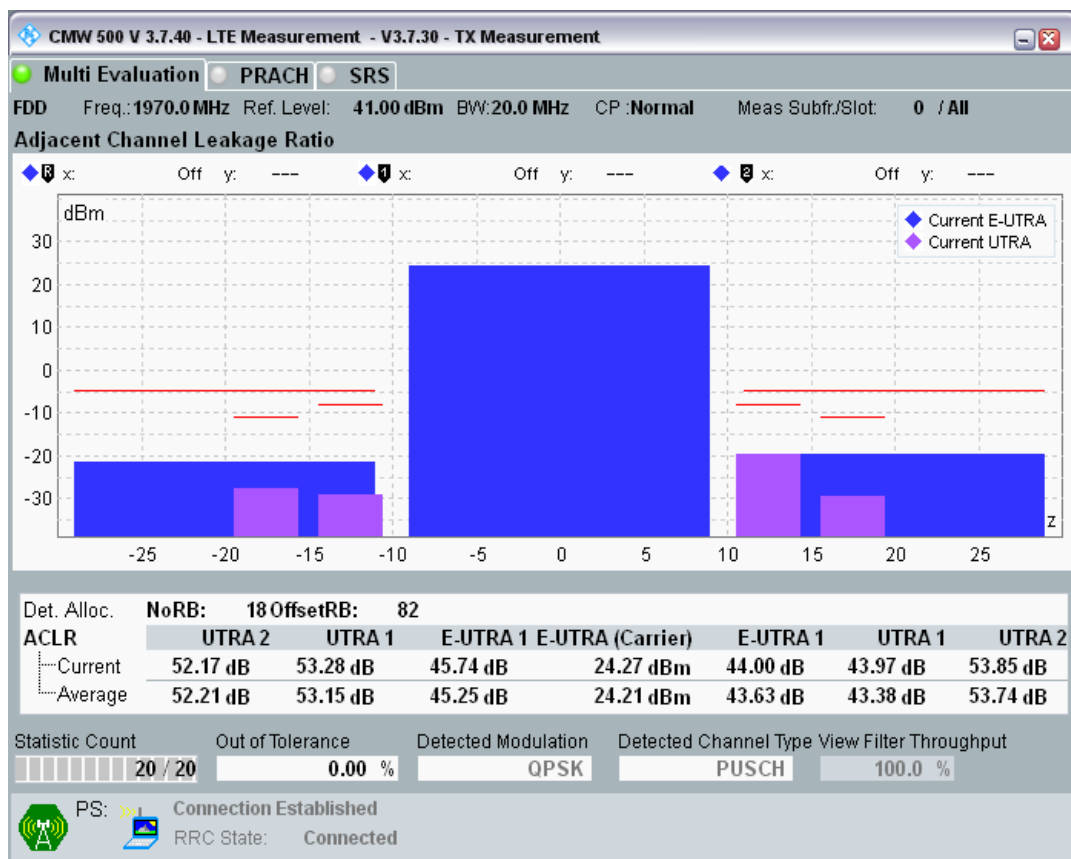 CMW 500 V 3.7.40 - LTE Measurement - V3.7.30 - TX Measurement
Multi Evaluation PRACH SRS
FDD Freq.: 1970.0 MHz Ref. Level: 41.00 dBm BW: 20.0 MHz CP : Normal Meas Subfr./Slot: 0 / All
Adjacent Channel Leakage Ratio
R x: Off y: --- 1 x: Off y: --- 2 x: Off y: ---
dBm
Current E-UTRA
Current UTRA
30
20
10
0
-10
-20
-30
z
-25 -20 -15 -10 -5 0 5 10 15 20 25
Det. Alloc. NoRB: 18 OffsetRB: 82
ACLR UTRA 2 UTRA 1 E-UTRA 1 E-UTRA (Carrier) E-UTRA 1 UTRA 1 UTRA 2
Current 52.17 dB 53.28 dB 45.74 dB 24.27 dBm 44.00 dB 43.97 dB 53.85 dB
Average 52.21 dB 53.15 dB 45.25 dB 24.21 dBm 43.63 dB 43.38 dB 53.74 dB
Statistic Count Out of Tolerance Detected Modulation Detected Channel Type View Filter Throughput
20 / 20 0.00 % QPSK PUSCH 100.0 %
PS: Connection Established
RRC State: Connected